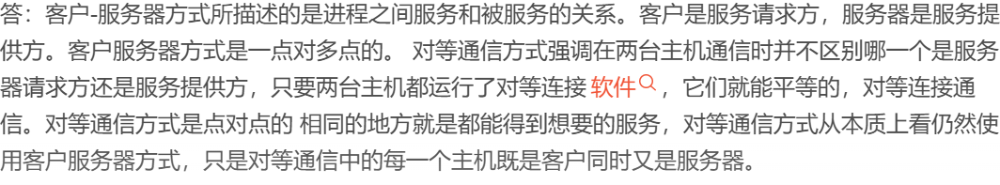 答：客户-服务器方式所描述的是进程之间服务和被服务的关系。客户是服务请求方，服务器是服务提
供方。客户服务器方式是一点对多点的。 对等通信方式强调在两台主机通信时并不区别哪一个是服务
器请求方还是服务提供方，只要两台主机都运行了对等连接 软件，它们就能平等的，对等连接通
信。对等通信方式是点对点的 相同的地方就是都能得到想要的服务，对等通信方式从本质上看仍然使
用客户服务器方式，只是对等通信中的每一个主机既是客户同时又是服务器。